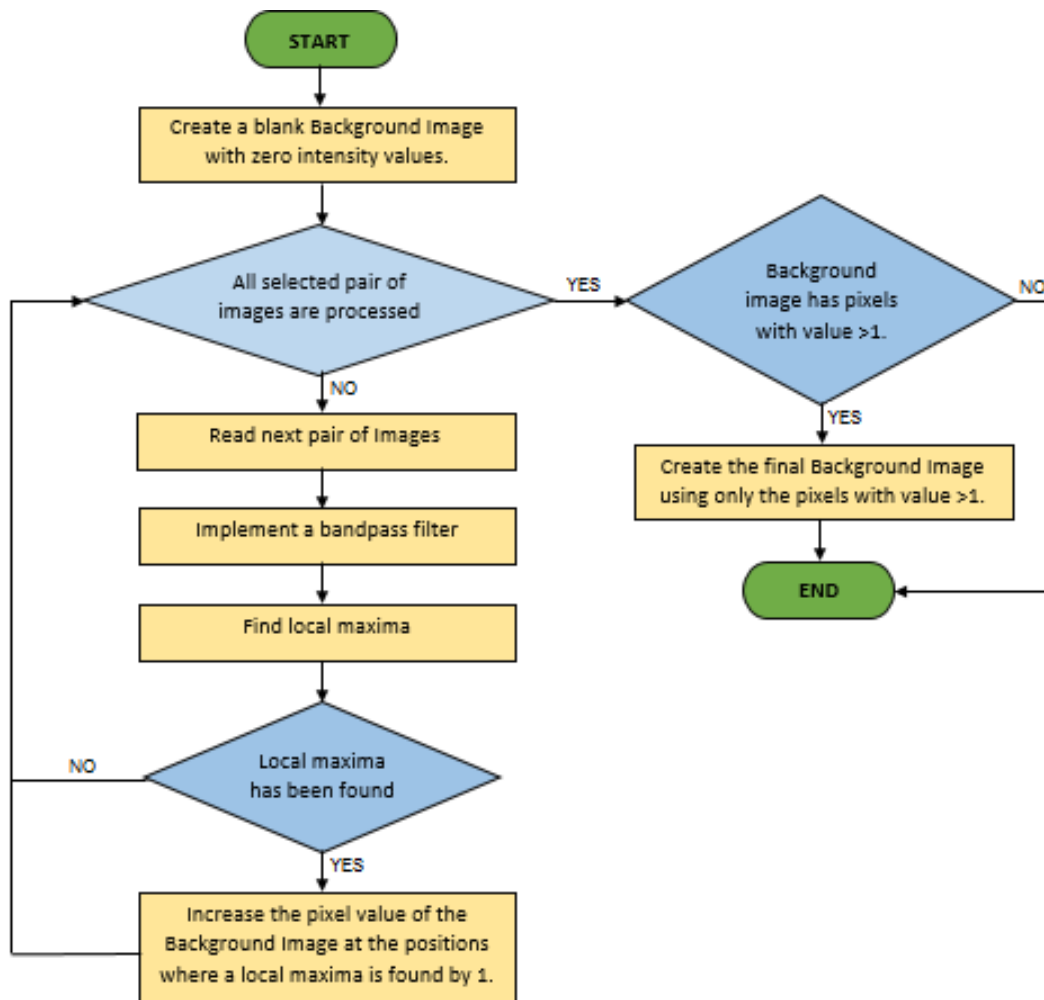 START
Create a blank Background Image
with zero intensity values.
All selected pair of
images are processed
YES
Background
image has pixels
with value >1.
NO
NO
YES
Read next pair of Images
Create the final Background Image
using only the pixels with value >1.
Implement a bandpass filter
END
Find local maxima
Local maxima
has been found
NO
YES
Increase the pixel value of the
Background Image at the positions
where a local maxima is found by 1.